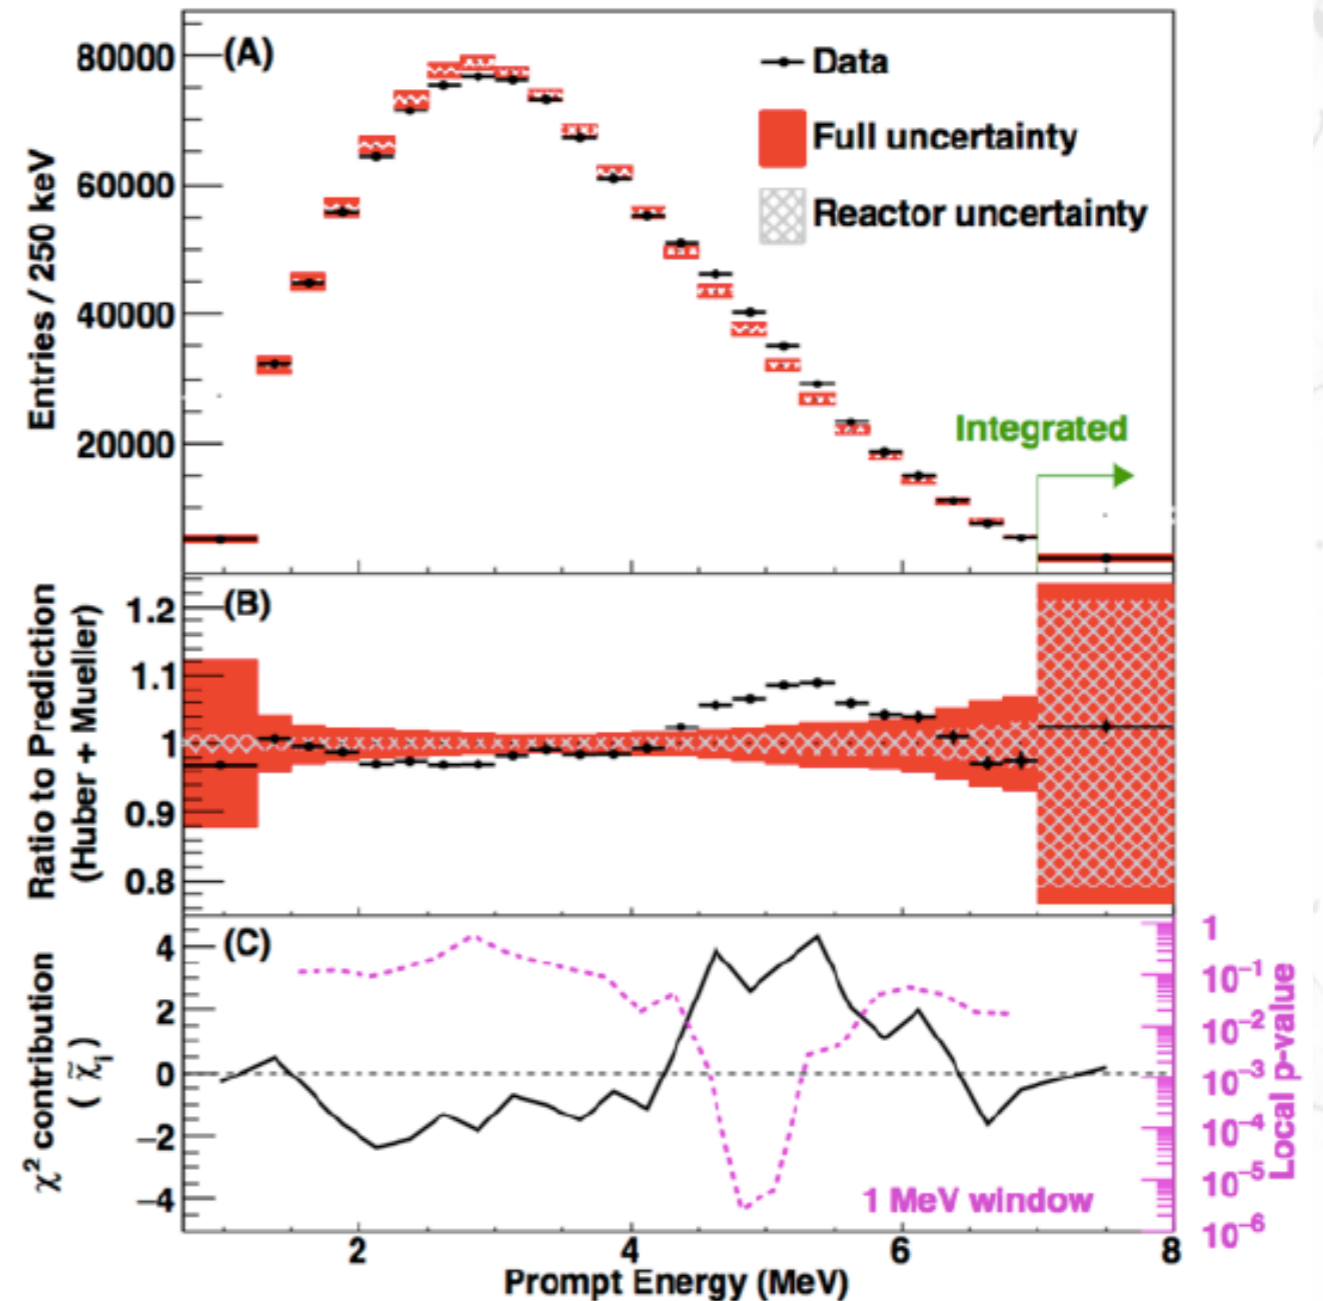 (A)
Data
Full uncertainty
Reactor uncertainty
Integrated
80000
60000
40000
20000
Entries / 250 keV
(B)
1.2
1.1
1
0.9
0.8
Ratio to Prediction
(Huber + Mueller)
(C)
4
2
0
−2
−4
χ² contribution
( χ̃ᵢ )
1
10⁻¹
10⁻²
10⁻³
10⁻⁴
10⁻⁵
10⁻⁶
Local p-value
1 MeV window
2 4 6 8
Prompt Energy (MeV)